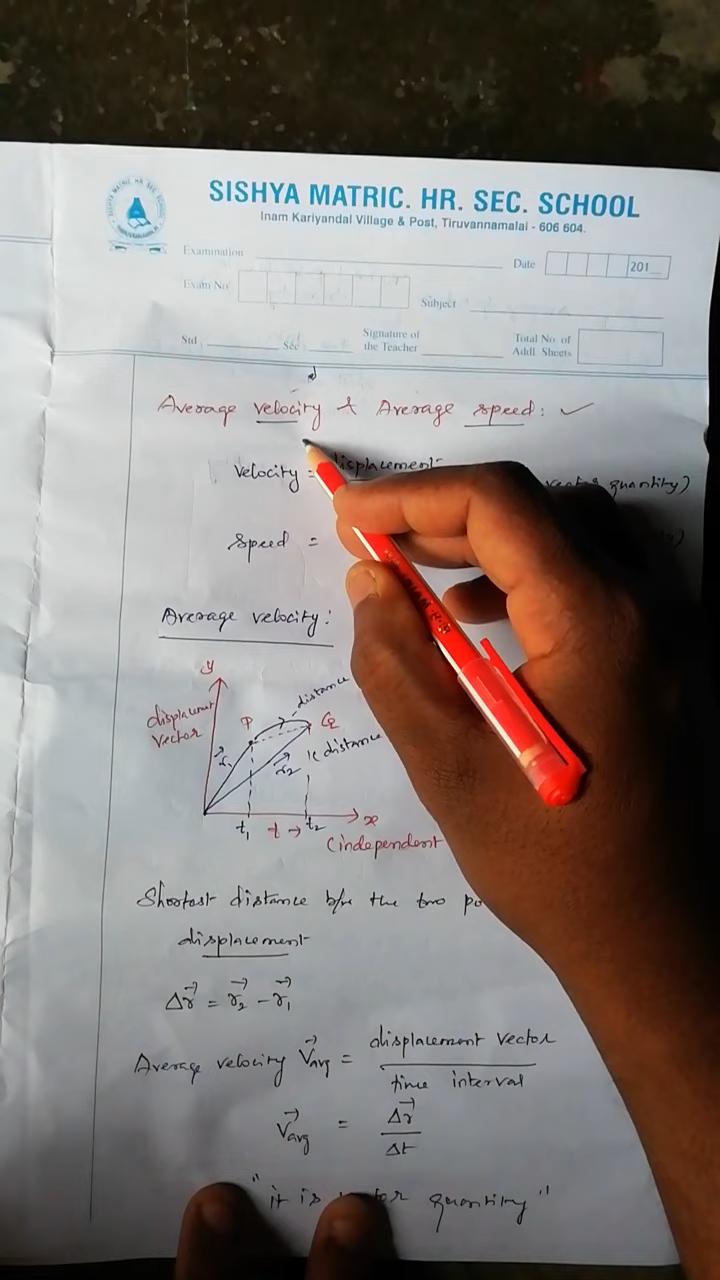 SISHYA MATRIC. HR. SEC. SCHOOL
Inam Kariyandal Village & Post, Tiruvannamalai - 606 604.
Examination
Date 201
Exam No
Subject
Std Sec Signature of the Teacher Total No. of Addl Sheets
Average velocity & Average speed: ✓
Velocity = displacement quantity)
Speed =
Average velocity:
y
displacement vector
P
distance
Q
r⃗₁
r⃗₂
distance
t₁ t → t₂ x
(independent
Shortest distance b/w the two
displacement
Δr⃗ = r⃗₂ - r⃗₁
Average velocity V⃗avg = displacement vector
time interval
V⃗avg = Δr⃗
Δt
"it is quantity"